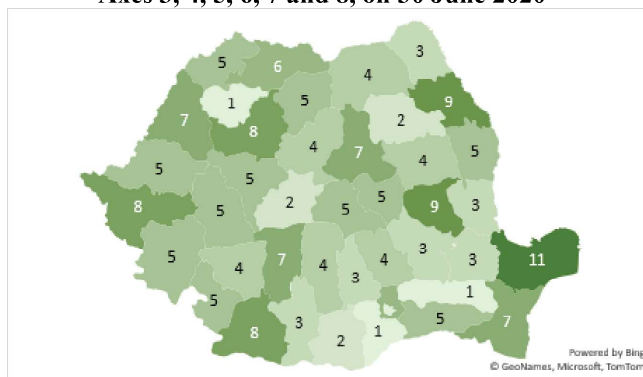 Axes 3, 4, 5, 6, 7 and 8, on 30 June 2020
3
5 6 4
1 5 9
7 8 2
4 7 4 5
5 5
8 5 2 5 5 9 3
5 4 7 4 3 4 3 3 11
5 1
8 3 2 1 5 7
Powered by Bing
© GeoNames, Microsoft, TomTom